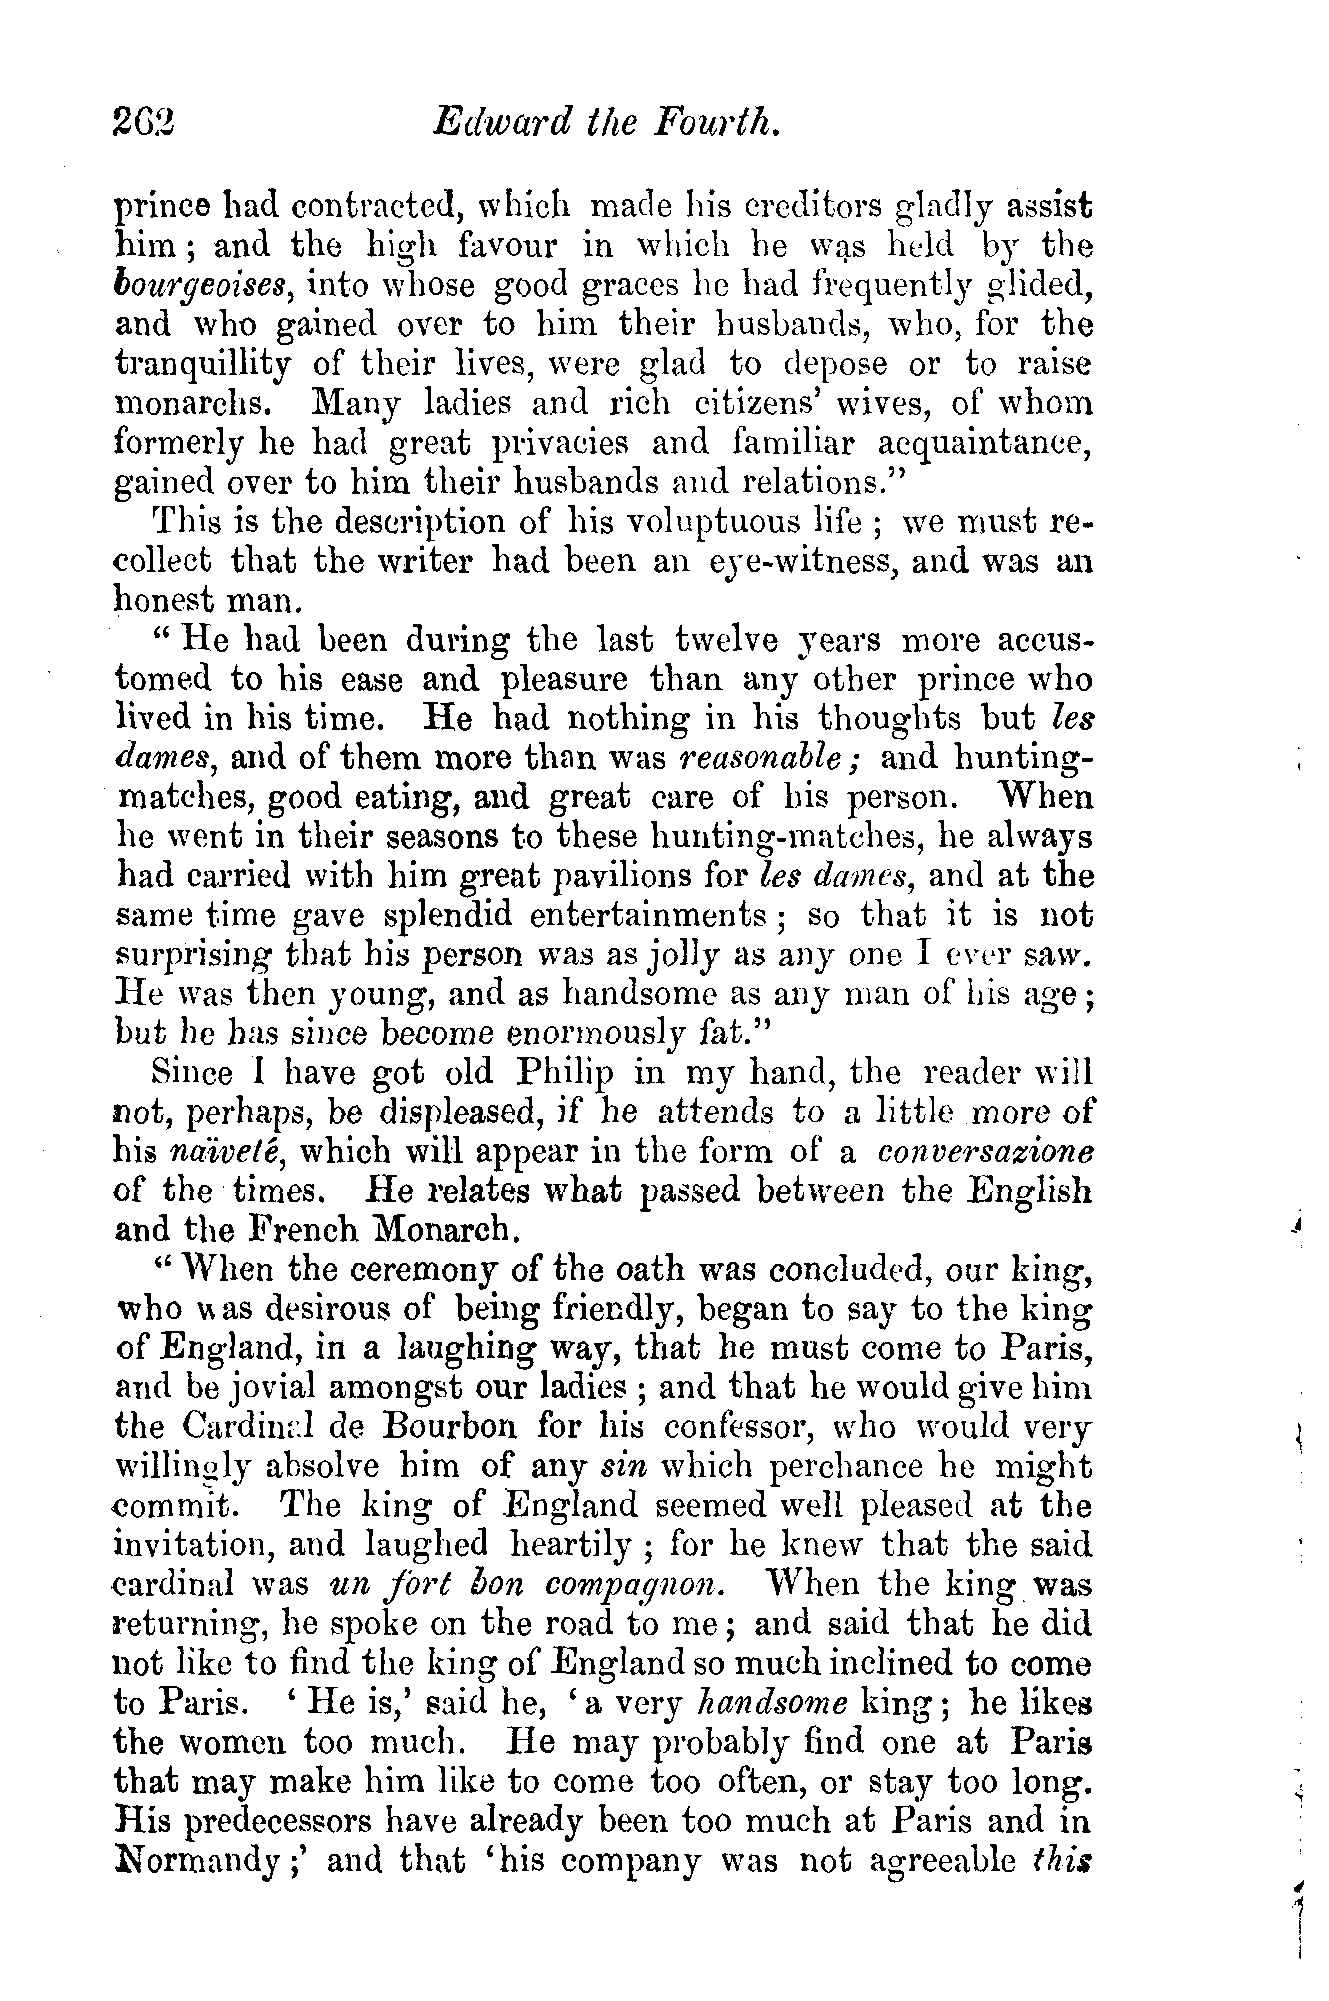 262 Edward the Fourth.
prince had contracted, which made his creditors gladly assist
him ; and the high favour in which he was held by the
bourgeoises, into whose good graces he had frequently glided,
and who gained over to him their husbands, who, for the
tranquillity of their lives, were glad to depose or to raise
monarchs. Many ladies and rich citizens’ wives, of whom
formerly he had great privacies and familiar acquaintance,
gained over to him their husbands and relations.”
This is the description of his voluptuous life ; we must re-
collect that the writer had been an eye-witness, and was an
honest man.
“ He had been during the last twelve years more accus-
tomed to his ease and pleasure than any other prince who
lived in his time. He had nothing in his thoughts but les
dames, and of them more than was reasonable ; and hunting-
matches, good eating, and great care of his person. When
he went in their seasons to these hunting-matches, he always
had carried with him great pavilions for les dames, and at the
same time gave splendid entertainments ; so that it is not
surprising that his person was as jolly as any one I ever saw.
He was then young, and as handsome as any man of his age ;
but he has since become enormously fat.”
Since I have got old Philip in my hand, the reader will
not, perhaps, be displeased, if he attends to a little more of
his naïveté, which will appear in the form of a conversazione
of the times. He relates what passed between the English
and the French Monarch.
“ When the ceremony of the oath was concluded, our king,
who was desirous of being friendly, began to say to the king
of England, in a laughing way, that he must come to Paris,
and be jovial amongst our ladies ; and that he would give him
the Cardinal de Bourbon for his confessor, who would very
willingly absolve him of any sin which perchance he might
commit. The king of England seemed well pleased at the
invitation, and laughed heartily ; for he knew that the said
cardinal was un fort bon compagnon. When the king was
returning, he spoke on the road to me ; and said that he did
not like to find the king of England so much inclined to come
to Paris. ‘ He is,’ said he, ‘ a very handsome king ; he likes
the women too much. He may probably find one at Paris
that may make him like to come too often, or stay too long.
His predecessors have already been too much at Paris and in
Normandy ;’ and that ‘his company was not agreeable this